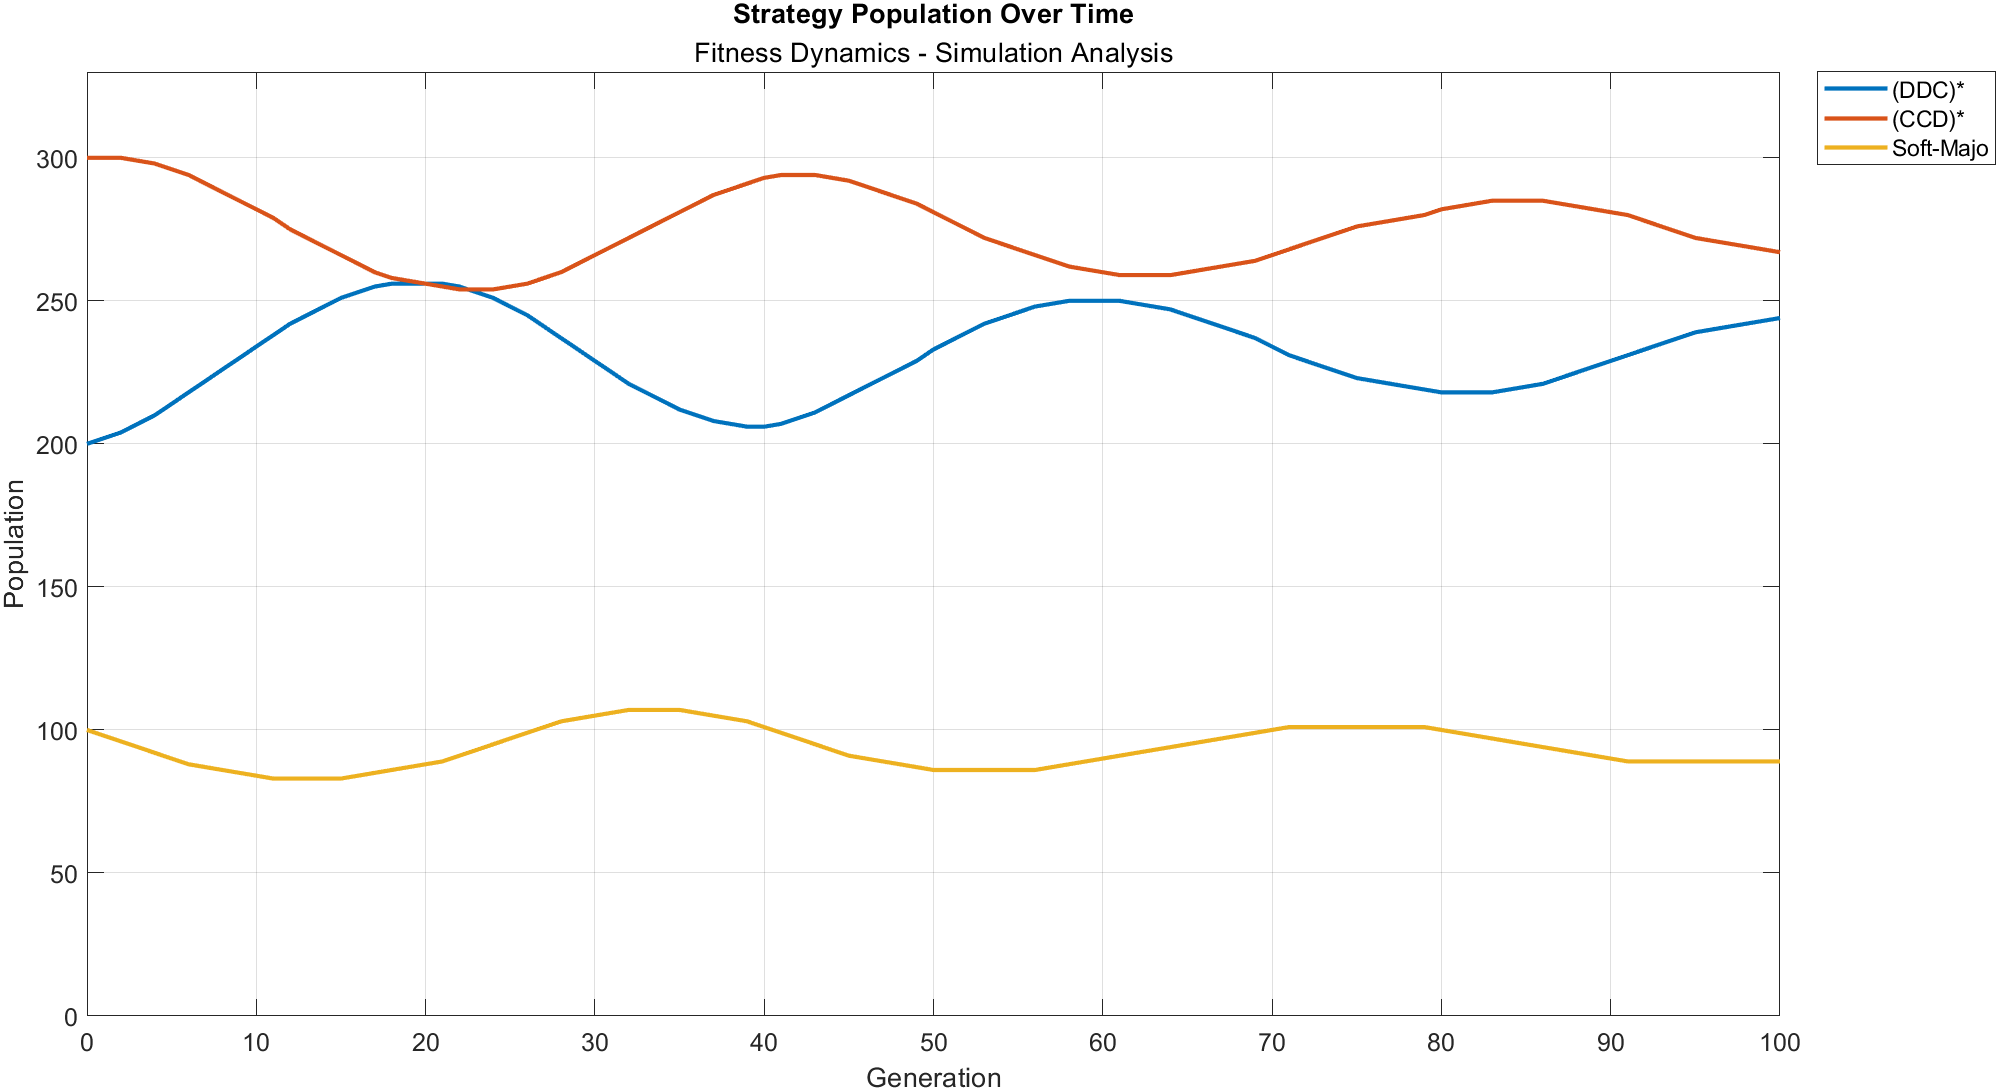 Strategy Population Over Time
Fitness Dynamics - Simulation Analysis
(DDC)*
(CCD)*
Soft-Majo
300
250
200
150
100
50
0
Population
0 10 20 30 40 50 60 70 80 90 100
Generation